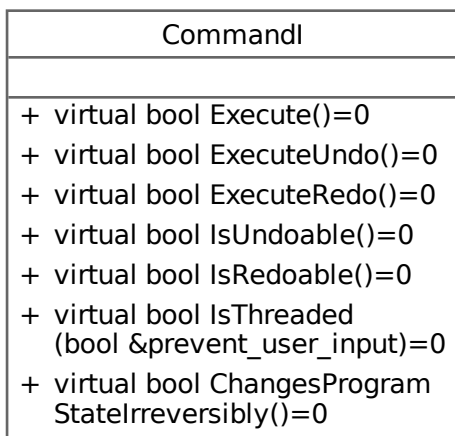 CommandI
+ virtual bool Execute()=0
+ virtual bool ExecuteUndo()=0
+ virtual bool ExecuteRedo()=0
+ virtual bool IsUndoable()=0
+ virtual bool IsRedoable()=0
+ virtual bool IsThreaded
(bool &prevent_user_input)=0
+ virtual bool ChangesProgram
StateIrreversibly()=0